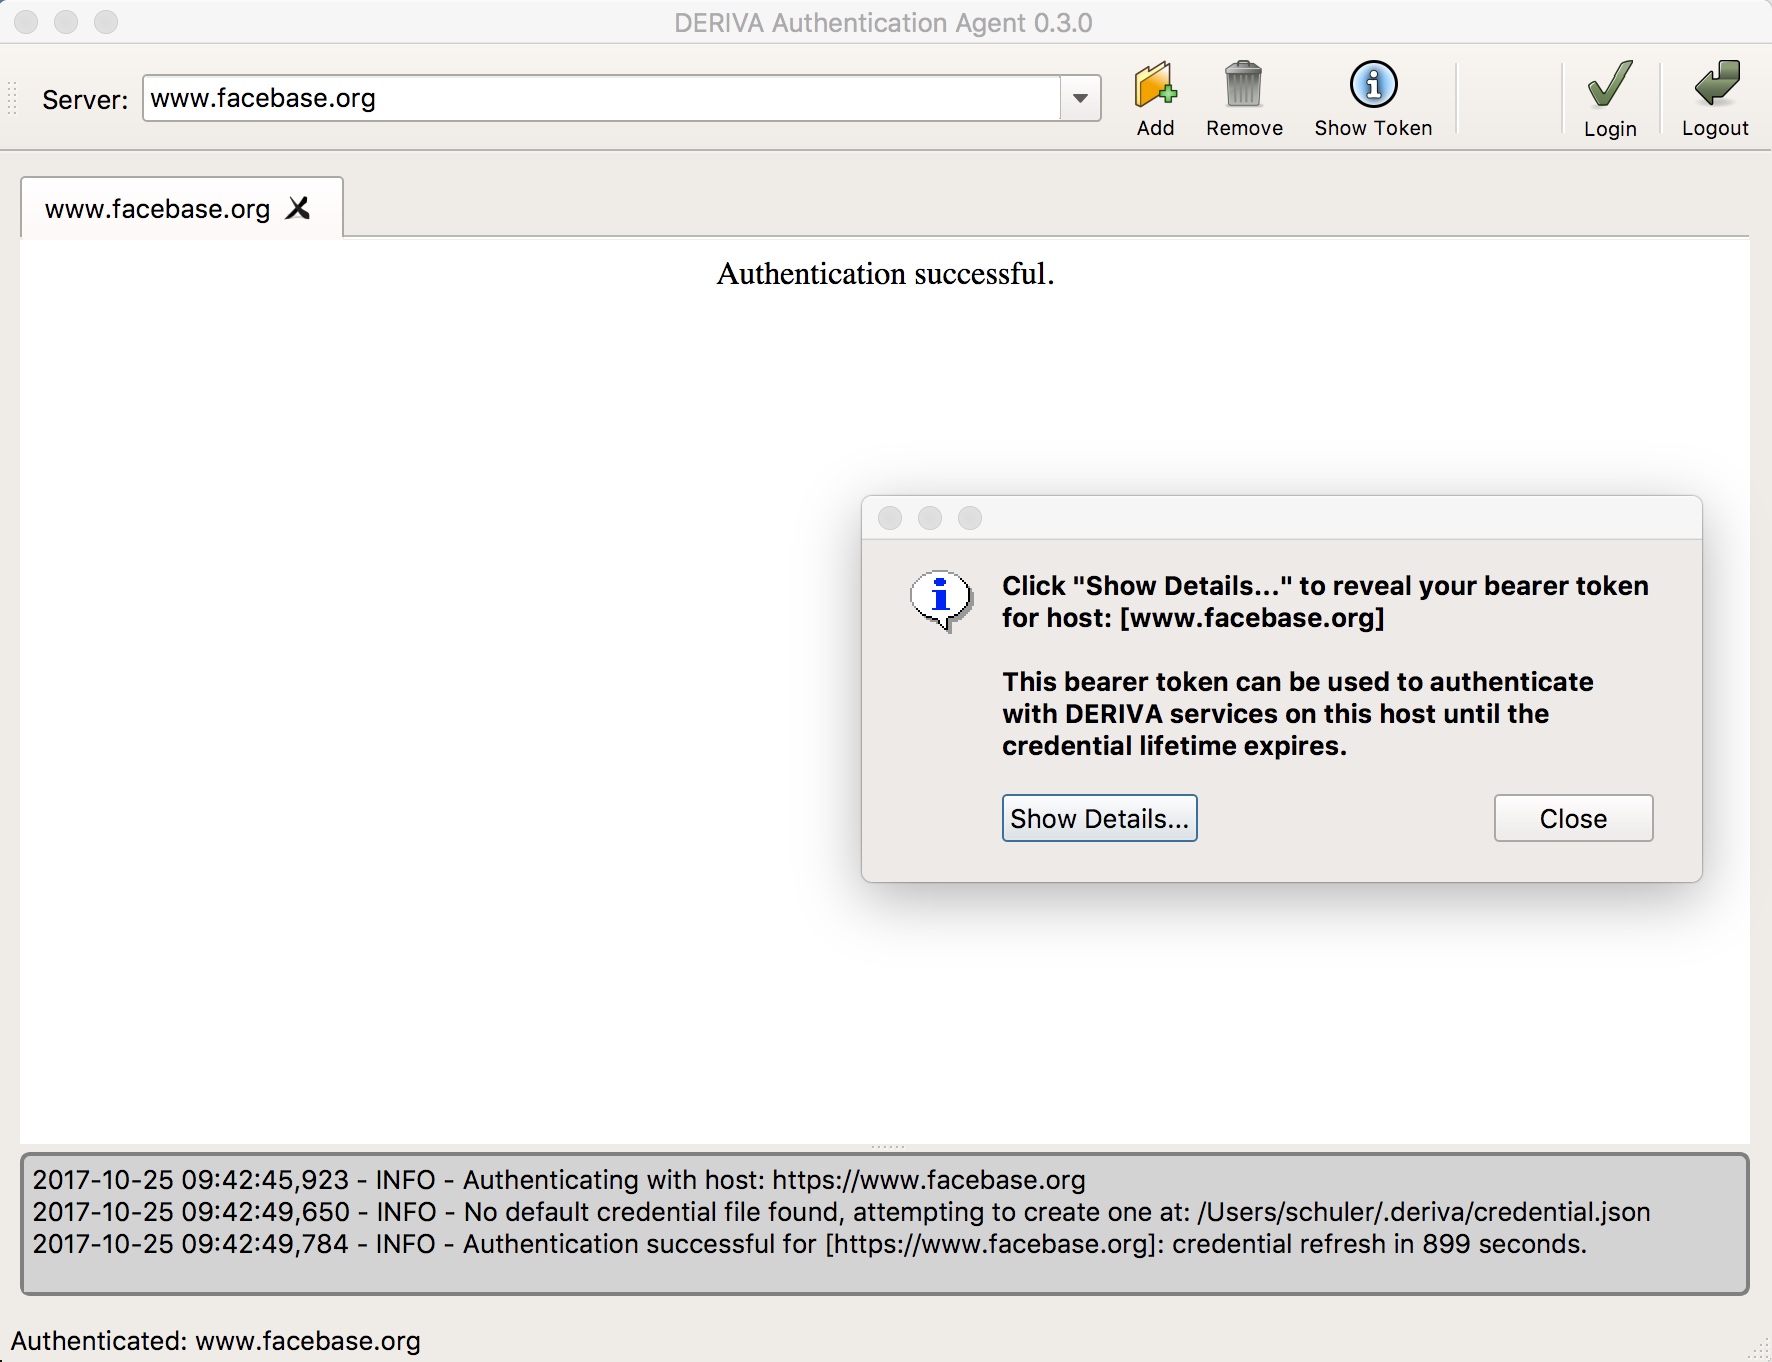 DERIVA Authentication Agent 0.3.0
Server: www.facebase.org
Add Remove Show Token Login Logout
www.facebase.org
Authentication successful.
Click "Show Details..." to reveal your bearer token
for host: [www.facebase.org]
This bearer token can be used to authenticate
with DERIVA services on this host until the
credential lifetime expires.
Show Details... Close
2017-10-25 09:42:45,923 - INFO - Authenticating with host: https://www.facebase.org
2017-10-25 09:42:49,650 - INFO - No default credential file found, attempting to create one at: /Users/schuler/.deriva/credential.json
2017-10-25 09:42:49,784 - INFO - Authentication successful for [https://www.facebase.org]: credential refresh in 899 seconds.
Authenticated: www.facebase.org